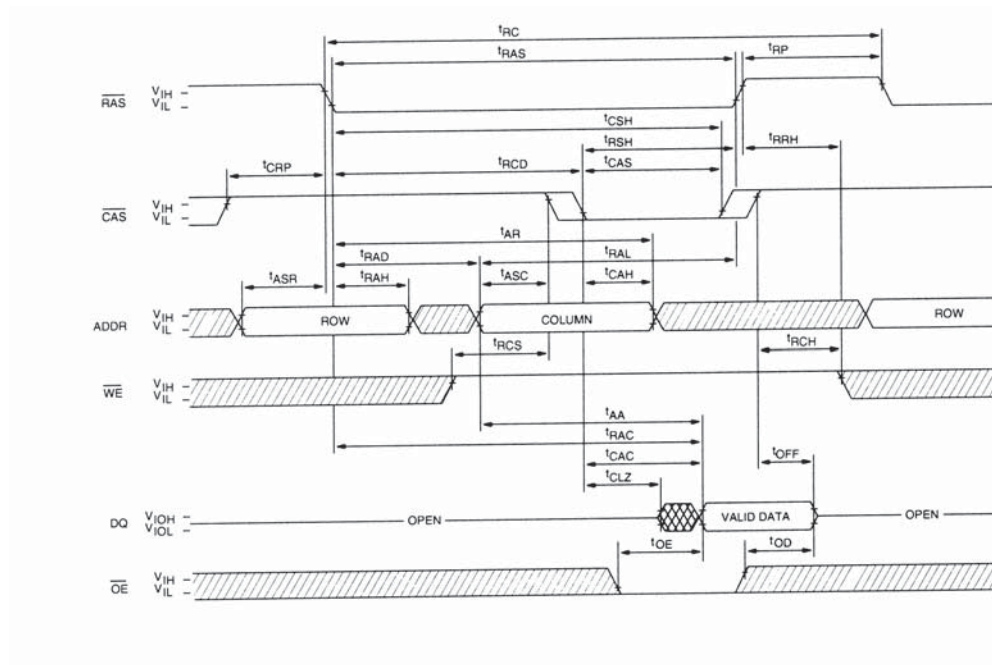 tRC
tRAS
tRP
RAS
VIH
VIL
tCSH
tRSH
tRRH
tCRP
tRCD
tCAS
CAS
VIH
VIL
tAR
tRAD
tRAL
tASR
tRAH
tASC
tCAH
ADDR
VIH
VIL
ROW
COLUMN
ROW
tRCS
tRCH
WE
VIH
VIL
tAA
tRAC
tCAC
tOFF
tCLZ
DQ
VIOH
VIOL
OPEN
VALID DATA
OPEN
tOE
tOD
OE
VIH
VIL